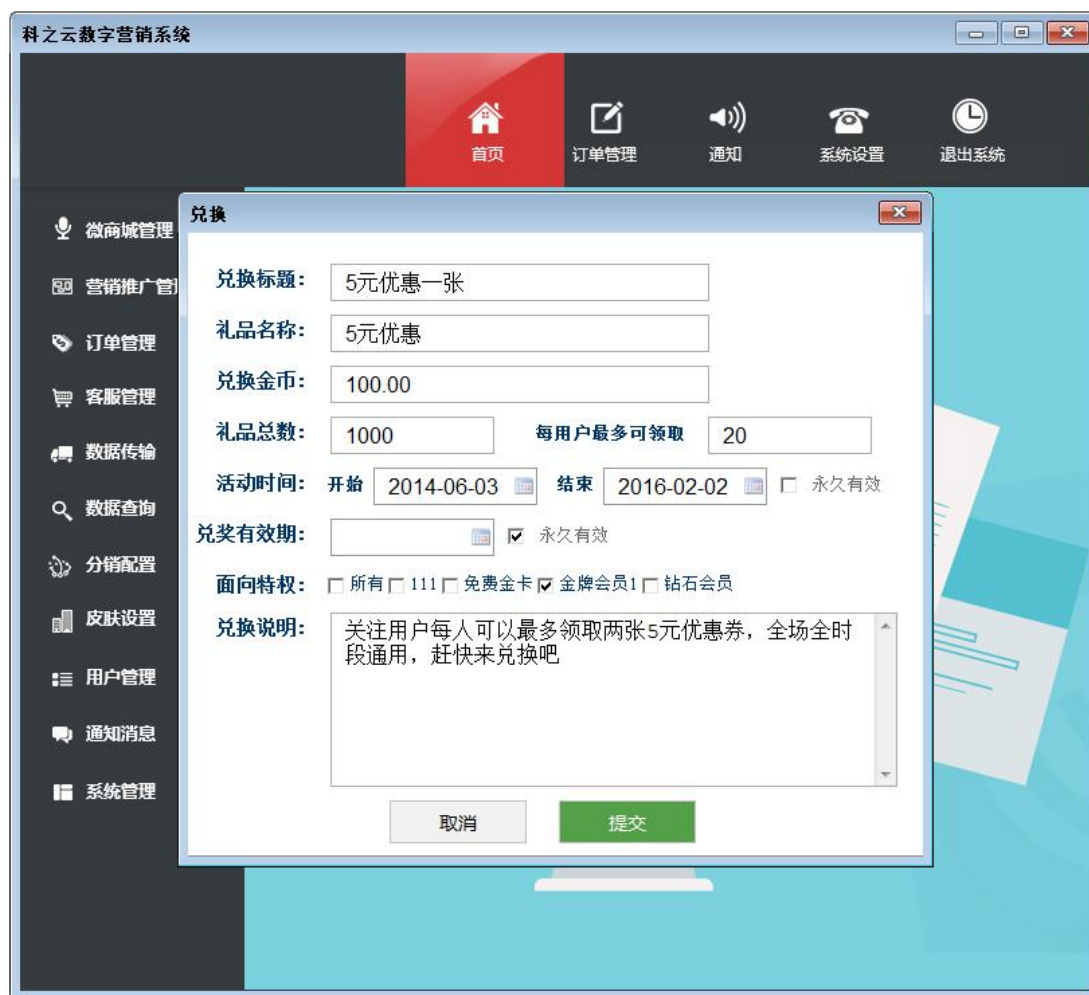 科之云数字营销系统
首页
订单管理
通知
系统设置
退出系统
微商城管理
营销推广管
订单管理
客服管理
数据传输
数据查询
分销配置
皮肤设置
用户管理
通知消息
系统管理
兑换
兑换标题: 5元优惠一张
礼品名称: 5元优惠
兑换金币: 100.00
礼品总数: 1000 每用户最多可领取 20
活动时间: 开始 2014-06-03 结束 2016-02-02 永久有效
兑奖有效期: 永久有效
面向特权: 所有 111 免费金卡 金牌会员1 钻石会员
兑换说明: 关注用户每人可以最多领取两张5元优惠券，全场全时
段通用，赶快来兑换吧
取消 提交